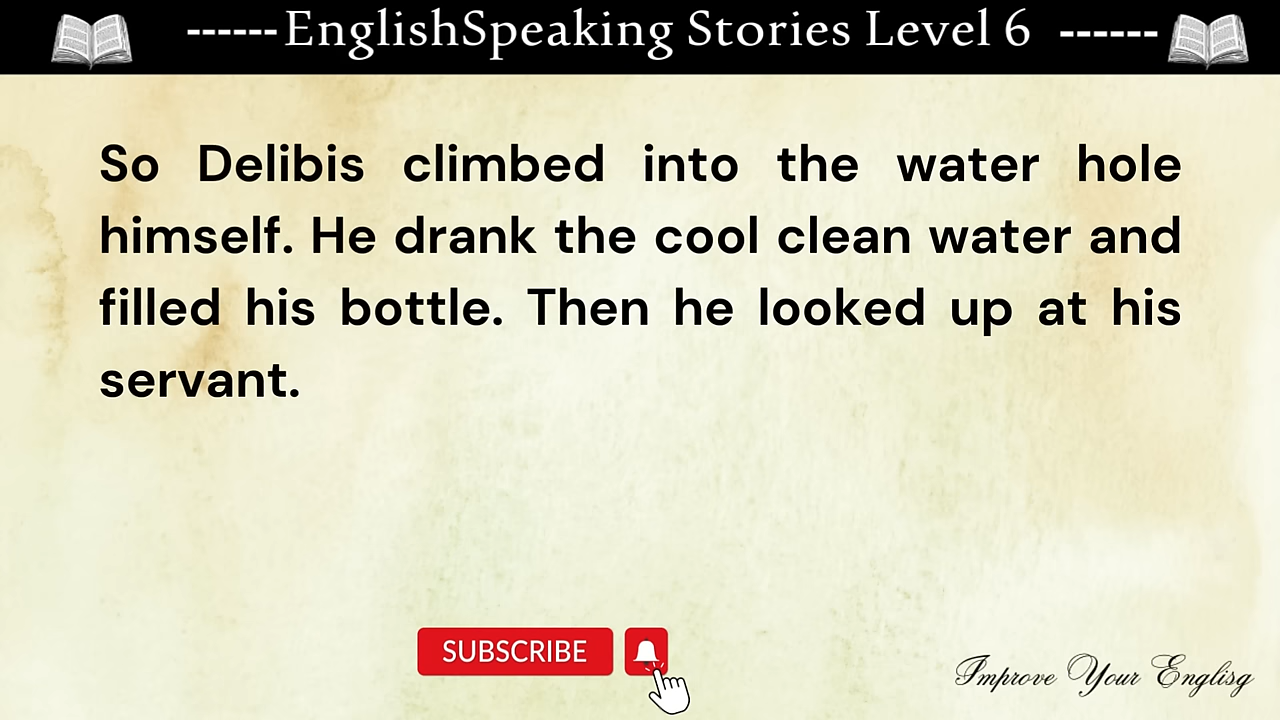 ------EnglishSpeaking Stories Level 6 ------
So Delibis climbed into the water hole
himself. He drank the cool clean water and
filled his bottle. Then he looked up at his
servant.
SUBSCRIBE
Improve Your Englisg